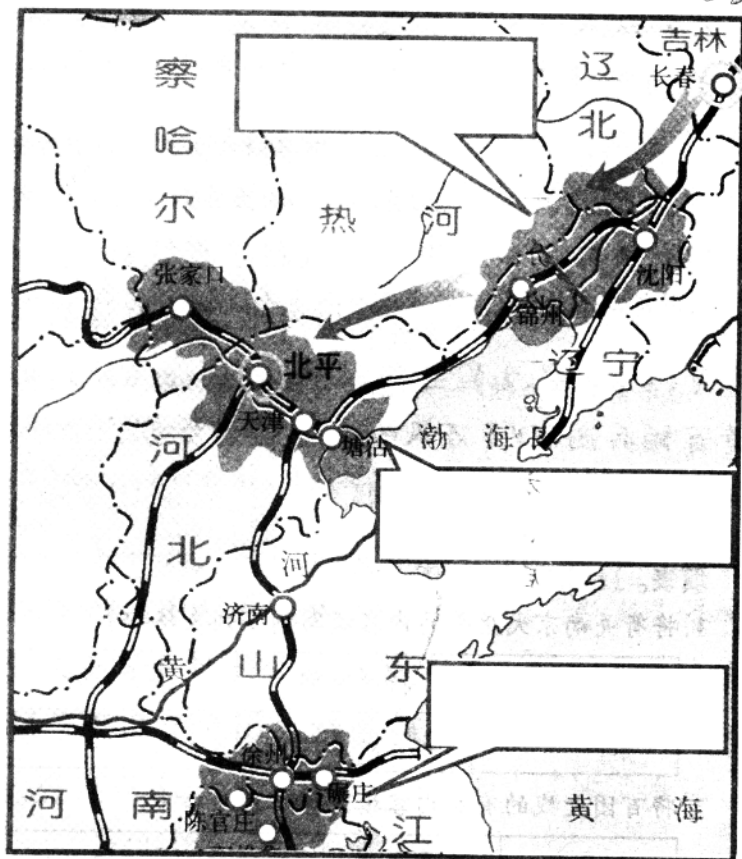 吉林
长春
辽北
察哈尔
热河
张家口
沈阳
锦州
北平
辽宁
天津
塘沽
渤海
河北
河
济南
黄
山东
徐州
碾庄
陈官庄
河南
江
黄海